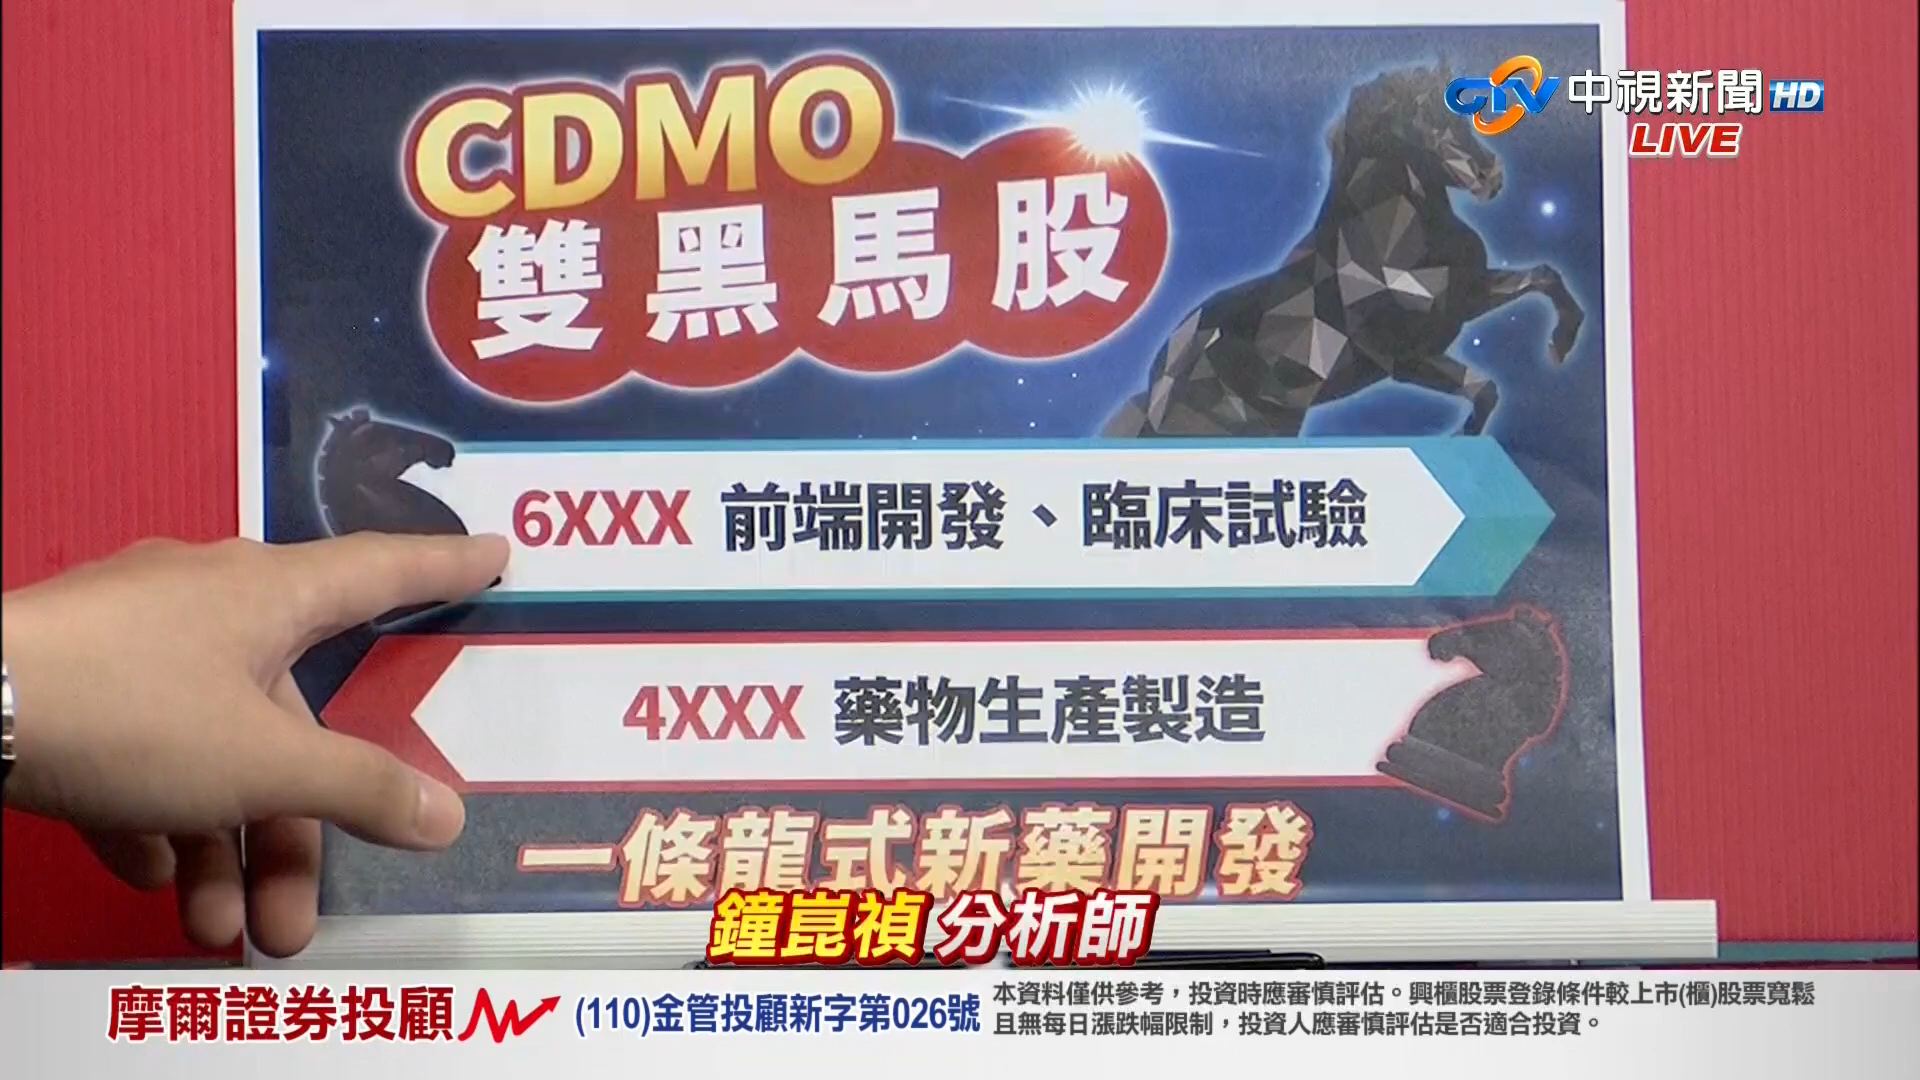 CTV 中視新聞 HD
LIVE
CDMO
雙黑馬股
6XXX 前端開發、臨床試驗
4XXX 藥物生產製造
一條龍式新藥開發
鐘崑禎 分析師
摩爾證券投顧 (110)金管投顧新字第026號
本資料僅供參考，投資時應審慎評估。興櫃股票登錄條件較上市(櫃)股票寬鬆
且無每日漲跌幅限制，投資人應審慎評估是否適合投資。